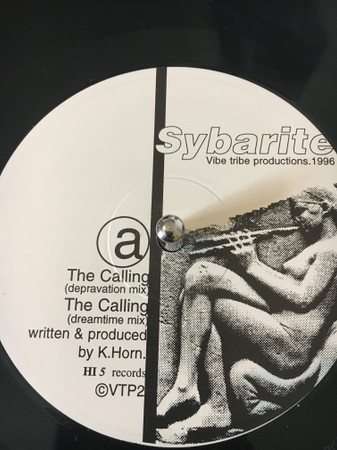 Sybarite
Vibe tribe productions.1996
a
The Calling
(depravation mix)
The Calling
(dreamtime mix)
written & produced
by K.Horn.
HI 5 records
©VTP2